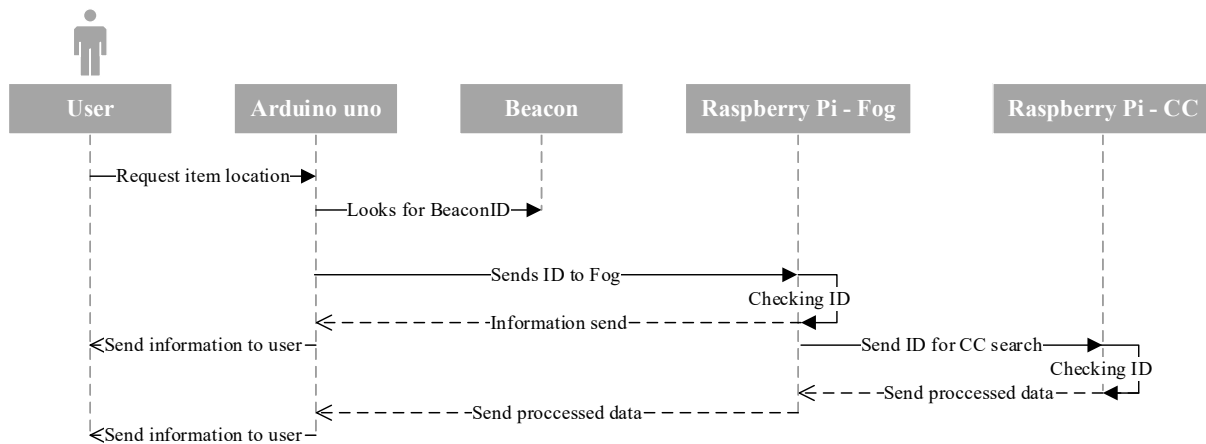 User
Arduino uno
Beacon
Raspberry Pi - Fog
Raspberry Pi - CC
Request item location
Looks for BeaconID
Sends ID to Fog
Checking ID
Information send
Send information to user
Send ID for CC search
Checking ID
Send proccessed data
Send proccessed data
Send information to user